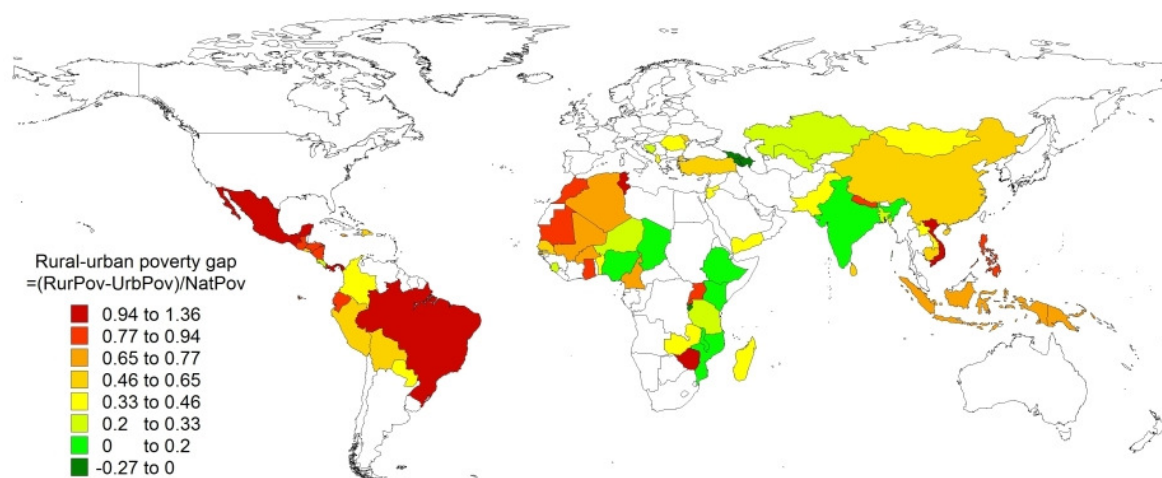 Rural-urban poverty gap
=(RurPov-UrbPov)/NatPov
0.94 to 1.36
0.77 to 0.94
0.65 to 0.77
0.46 to 0.65
0.33 to 0.46
0.2 to 0.33
0 to 0.2
-0.27 to 0